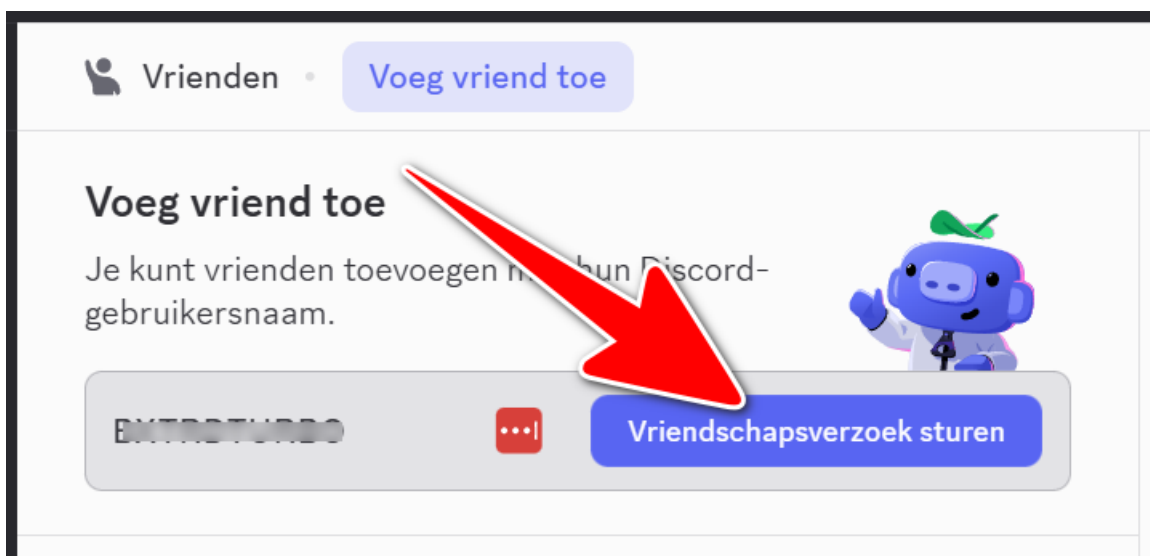 Vrienden
Voeg vriend toe
Voeg vriend toe
Je kunt vrienden toevoegen hun Discord-
gebruikersnaam.
Vriendschapsverzoek sturen